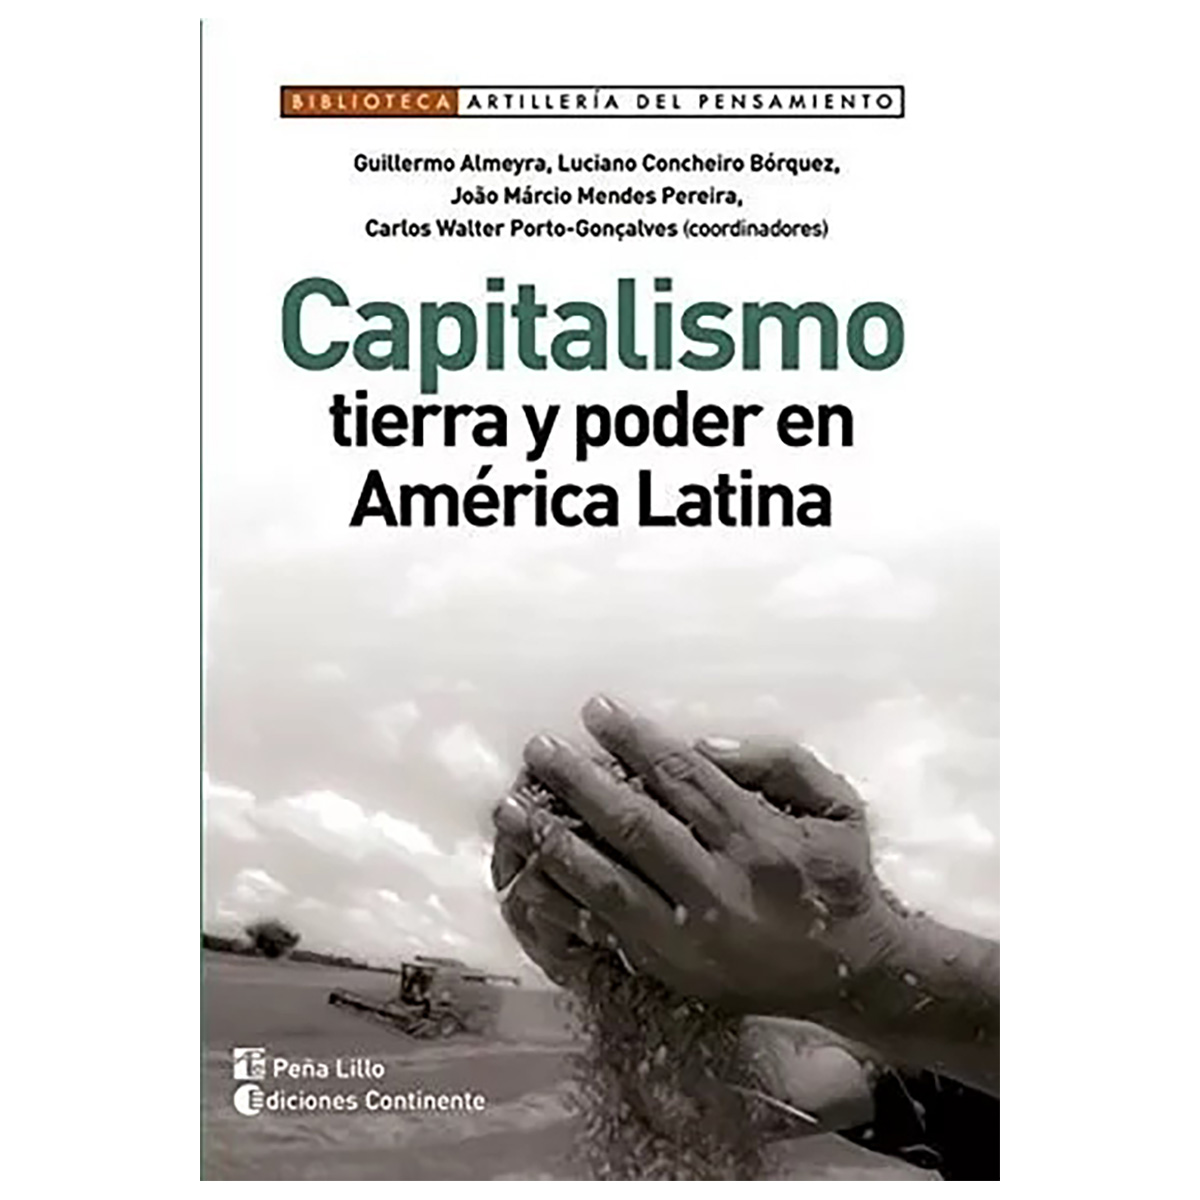 BIBLIOTECA ARTILLERÍA DEL PENSAMIENTO
Guillermo Almeyra, Luciano Concheiro Bórquez,
João Márcio Mendes Pereira,
Carlos Walter Porto-Gonçalves (coordinadores)
Capitalismo
tierra y poder en
América Latina
Peña Lillo
Ediciones Continente